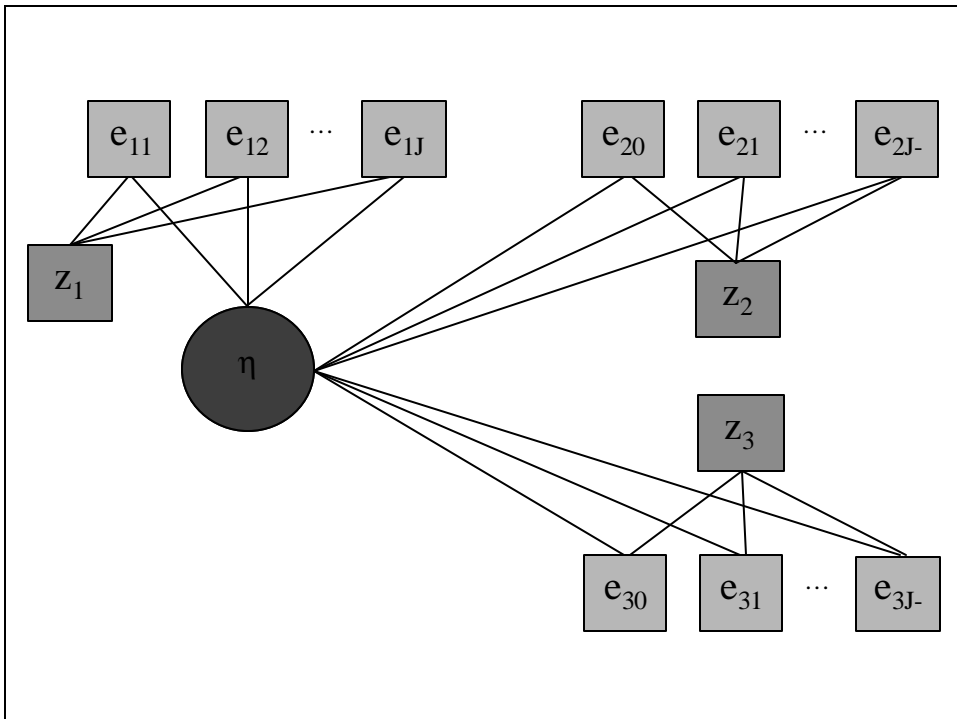 e₁₁ e₁₂ ... e₁J e₂₀ e₂₁ ... e₂J-
z₁ z₂
η
z₃
e₃₀ e₃₁ ... e₃J-